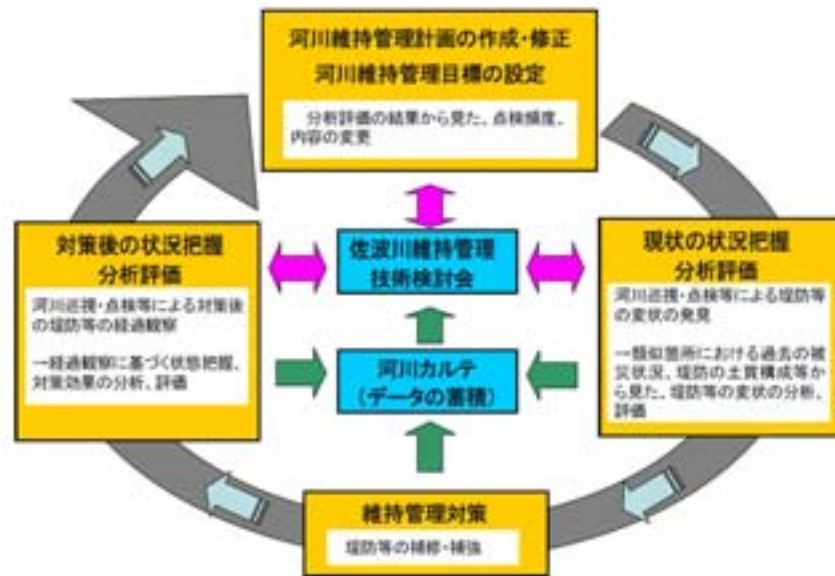 河川維持管理計画の作成・修正
河川維持管理目標の設定
分析評価の結果から見た、点検頻度、
内容の変更
対策後の状況把握
分析評価
河川巡視・点検等による対策後
の堤防等の経過観察
→経過観察に基づく状態把握、
対策効果の分析、評価
佐波川維持管理
技術検討会
現状の状況把握
分析評価
河川巡視・点検等による堤防等
の変状の発見
→類似箇所における過去の被
災状況、堤防の土質構成等か
ら見た、堤防等の変状の分析、
評価
河川カルテ
(データの蓄積)
維持管理対策
堤防等の補修・補強